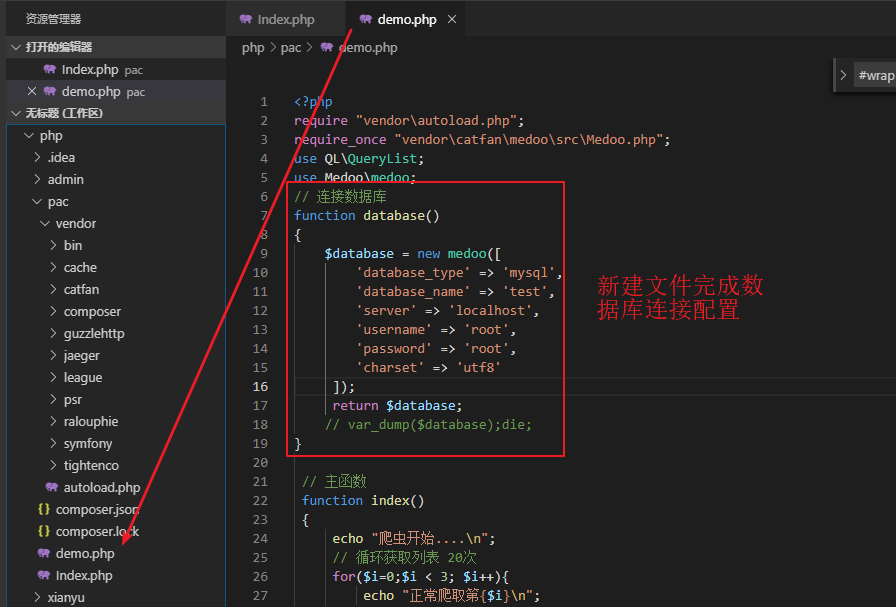 资源管理器
打开的编辑器
Index.php pac
demo.php pac
无标题 (工作区)
php
.idea
admin
pac
vendor
bin
cache
catfan
composer
guzzlehttp
jaeger
league
psr
ralouphie
symfony
tightenco
autoload.php
composer.json
composer.lock
demo.php
Index.php
xianyu
Index.php
demo.php
php > pac > demo.php
#wrap
1 <?php
2 require "vendor\autoload.php";
3 require_once "vendor\catfan\medoo\src\Medoo.php";
4 use QL\QueryList;
5 use Medoo\medoo;
6 // 连接数据库
7 function database()
8 {
9 $database = new medoo([
10 'database_type' => 'mysql',
11 'database_name' => 'test',
12 'server' => 'localhost',
13 'username' => 'root',
14 'password' => 'root',
15 'charset' => 'utf8'
16 ]);
17 return $database;
18 // var_dump($database);die;
19 }
20
21 // 主函数
22 function index()
23 {
24 echo "爬虫开始....\n";
25 // 循环获取列表 20次
26 for($i=0;$i < 3; $i++){
27 echo "正常爬取第{$i}\n";
新建文件完成数
据库连接配置